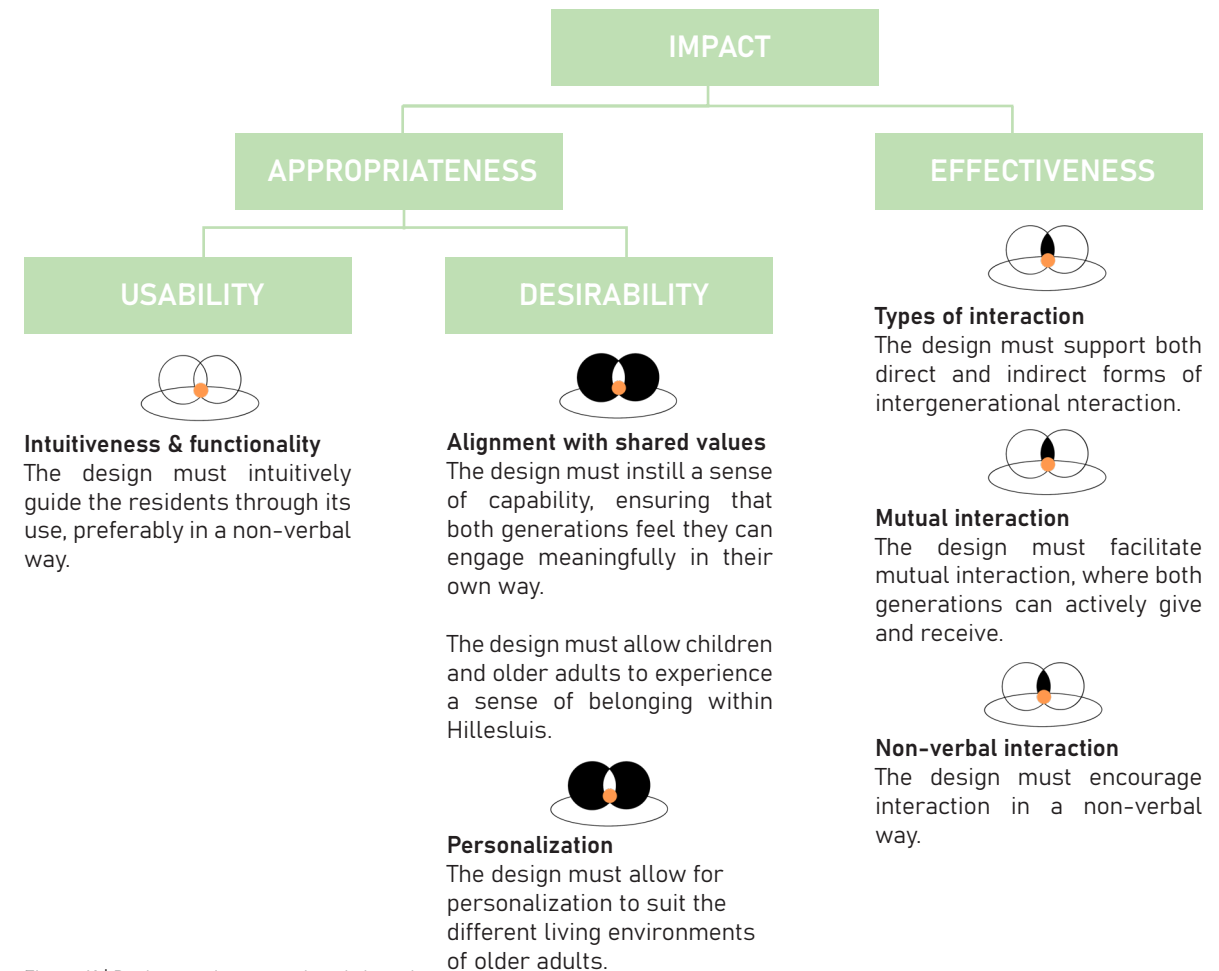 IMPACT
APPROPRIATENESS
EFFECTIVENESS
USABILITY
DESIRABILITY
Intuitiveness & functionality
The design must intuitively
guide the residents through its
use, preferably in a non-verbal
way.
Alignment with shared values
The design must instill a sense
of capability, ensuring that
both generations feel they can
engage meaningfully in their
own way.
The design must allow children
and older adults to experience
a sense of belonging within
Hillesluis.
Personalization
The design must allow for
personalization to suit the
different living environments
of older adults.
Types of interaction
The design must support both
direct and indirect forms of
intergenerational nteraction.
Mutual interaction
The design must facilitate
mutual interaction, where both
generations can actively give
and receive.
Non-verbal interaction
The design must encourage
interaction in a non-verbal
way.